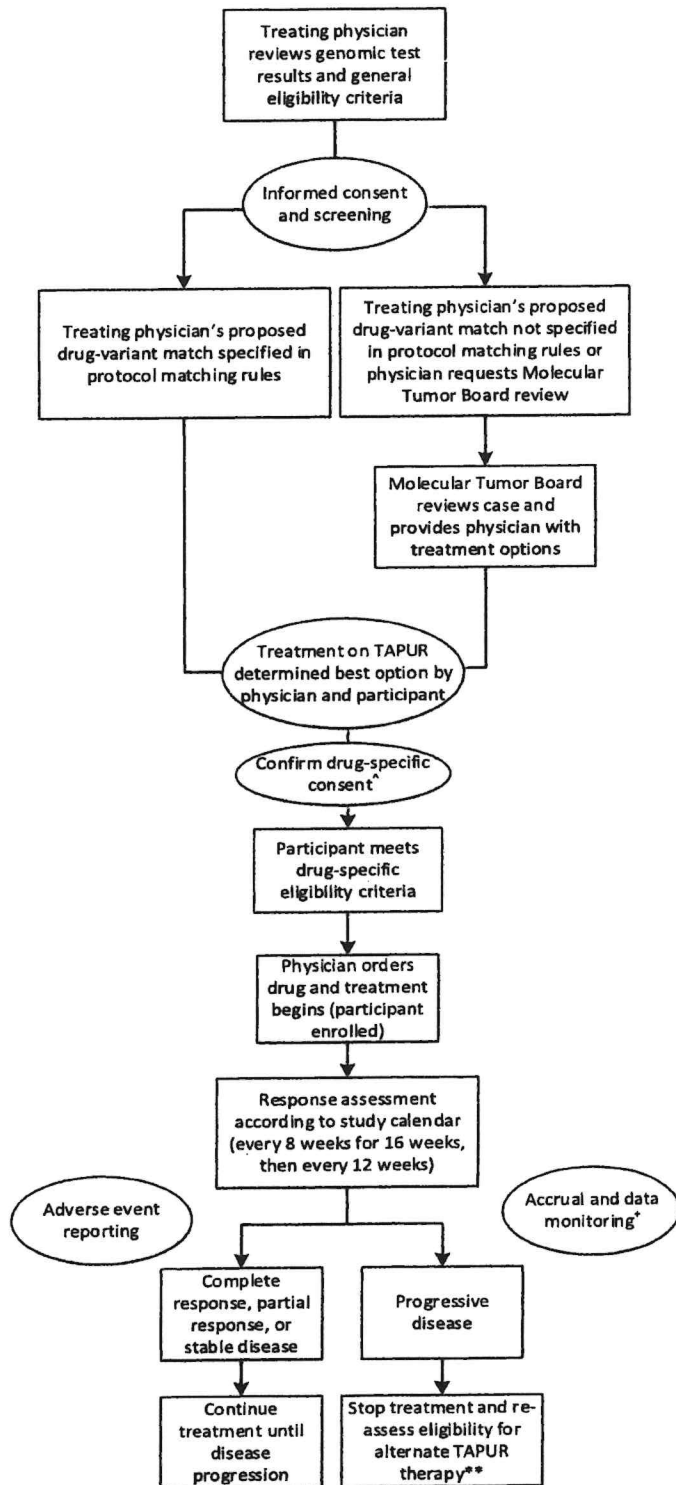 Treating physician
reviews genomic test
results and general
eligibility criteria
Informed consent
and screening
Treating physician's proposed
drug-variant match specified in
protocol matching rules
Treating physician's proposed
drug-variant match not specified
in protocol matching rules or
physician requests Molecular
Tumor Board review
Molecular Tumor Board
reviews case and
provides physician with
treatment options
Treatment on TAPUR
determined best option by
physician and participant
Confirm drug-specific
consent^
Participant meets
drug-specific
eligibility criteria
Physician orders
drug and treatment
begins (participant
enrolled)
Response assessment
according to study calendar
(every 8 weeks for 16 weeks,
then every 12 weeks)
Adverse event
reporting
Accrual and data
monitoring+
Complete
response, partial
response, or
stable disease
Progressive
disease
Continue
treatment until
disease
progression
Stop treatment and re-
assess eligibility for
alternate TAPUR
therapy**